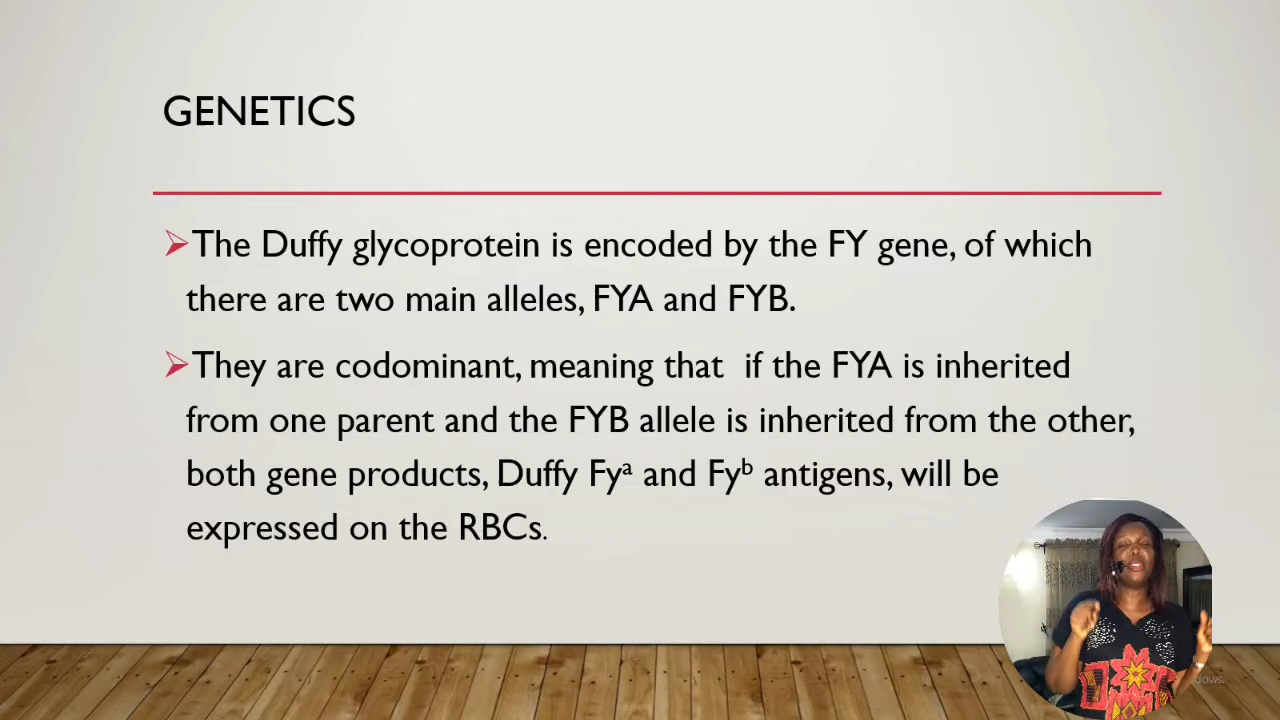 GENETICS
➢The Duffy glycoprotein is encoded by the FY gene, of which
there are two main alleles, FYA and FYB.
➢They are codominant, meaning that  if the FYA is inherited
from one parent and the FYB allele is inherited from the other,
both gene products, Duffy Fyᵃ and Fyᵇ antigens, will be
expressed on the RBCs.